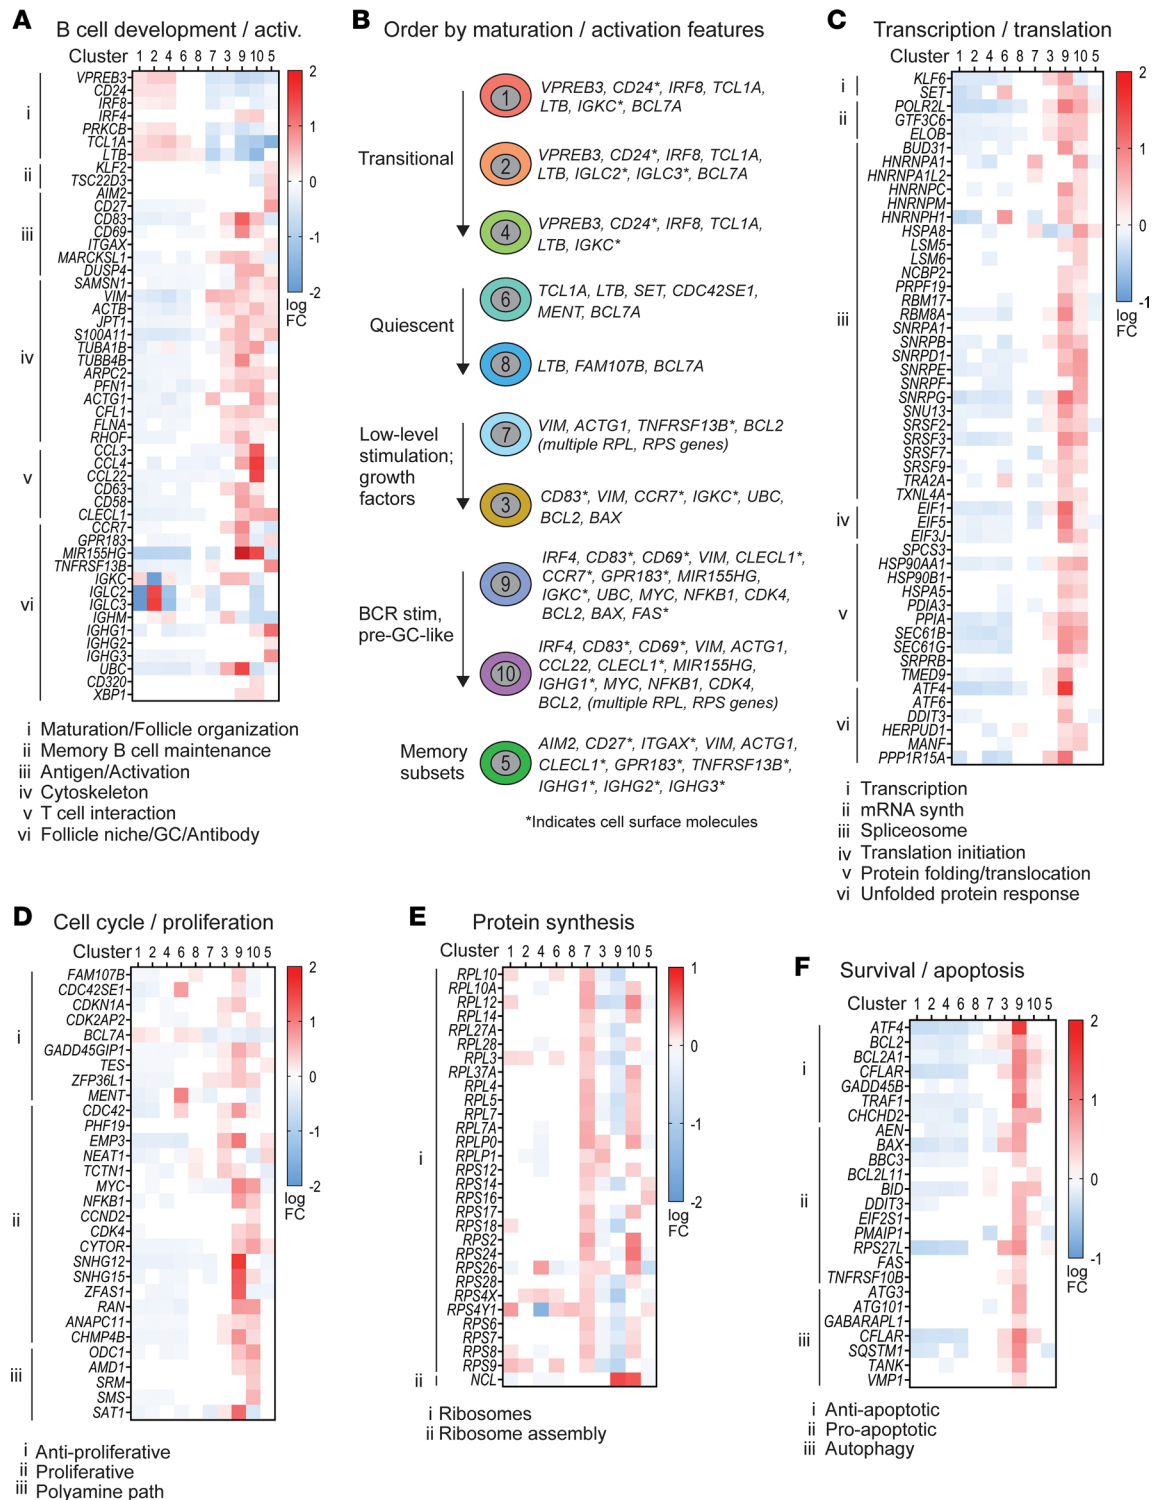 A B cell development / activ.
Cluster 1 2 4 6 8 7 3 9 10 5
VPREB3
CD24
IRF8
IRF4
PRKCB
TCL1A
LTB
KLF2
TSC22D3
AIM2
CD27
CD83
CD69
ITGAX
MARCKSL1
DUSP4
SAMSN1
VIM
ACTB
JPT1
S100A11
TUBA1B
TUBB4B
ARPC2
PFN1
ACTG1
CFL1
FLNA
RHOF
CCL3
CCL4
CCL22
CD63
CD58
CLECL1
CCR7
GPR183
MIR155HG
TNFRSF13B
IGKC
IGLC2
IGLC3
IGHM
IGHG1
IGHG2
IGHG3
UBC
CD320
XBP1
i
ii
iii
iv
v
vi
2
1
0
-1
-2
log
FC
i Maturation/Follicle organization
ii Memory B cell maintenance
iii Antigen/Activation
iv Cytoskeleton
v T cell interaction
vi Follicle niche/GC/Antibody
B Order by maturation / activation features
Transitional
1 VPREB3, CD24*, IRF8, TCL1A,
LTB, IGKC*, BCL7A
2 VPREB3, CD24*, IRF8, TCL1A,
LTB, IGLC2*, IGLC3*, BCL7A
4 VPREB3, CD24*, IRF8, TCL1A,
LTB, IGKC*
Quiescent
6 TCL1A, LTB, SET, CDC42SE1,
MENT, BCL7A
8 LTB, FAM107B, BCL7A
Low-level
stimulation;
growth
factors
7 VIM, ACTG1, TNFRSF13B*, BCL2
(multiple RPL, RPS genes)
3 CD83*, VIM, CCR7*, IGKC*, UBC,
BCL2, BAX
BCR stim,
pre-GC-like
9 IRF4, CD83*, CD69*, VIM, CLECL1*,
CCR7*, GPR183*, MIR155HG,
IGKC*, UBC, MYC, NFKB1, CDK4,
BCL2, BAX, FAS*
10 IRF4, CD83*, CD69*, VIM, ACTG1,
CCL22, CLECL1*, MIR155HG,
IGHG1*, MYC, NFKB1, CDK4,
BCL2, (multiple RPL, RPS genes)
Memory
subsets
5 AIM2, CD27*, ITGAX*, VIM, ACTG1,
CLECL1*, GPR183*, TNFRSF13B*,
IGHG1*, IGHG2*, IGHG3*
*Indicates cell surface molecules
C Transcription / translation
Cluster 1 2 4 6 8 7 3 9 10 5
KLF6
SET
POLR2L
GTF3C6
ELOB
BUD31
HNRNPA1
HNRNPA1L2
HNRNPC
HNRNPM
HNRNPH1
HSPA8
LSM5
LSM6
NCBP2
PRPF19
RBM17
RBM8A
SNRPA1
SNRPB
SNRPD1
SNRPE
SNRPF
SNRPG
SNU13
SRSF2
SRSF3
SRSF7
SRSF9
TRA2A
TXNL4A
EIF1
EIF5
EIF3J
SPCS3
HSP90AA1
HSP90B1
HSPA5
PDIA3
PPIA
SEC61B
SEC61G
SRPRB
TMED9
ATF4
ATF6
DDIT3
HERPUD1
MANF
PPP1R15A
i
ii
iii
iv
v
vi
2
1
0
-1
log
FC
i Transcription
ii mRNA synth
iii Spliceosome
iv Translation initiation
v Protein folding/translocation
vi Unfolded protein response
D Cell cycle / proliferation
Cluster 1 2 4 6 8 7 3 9 10 5
FAM107B
CDC42SE1
CDKN1A
CDK2AP2
BCL7A
GADD45GIP1
TES
ZFP36L1
MENT
CDC42
PHF19
EMP3
NEAT1
TCTN1
MYC
NFKB1
CCND2
CDK4
CYTOR
SNHG12
SNHG15
ZFAS1
RAN
ANAPC11
CHMP4B
ODC1
AMD1
SRM
SMS
SAT1
i
ii
iii
2
1
0
-1
-2
log
FC
i Anti-proliferative
ii Proliferative
iii Polyamine path
E Protein synthesis
Cluster 1 2 4 6 8 7 3 9 10 5
RPL10
RPL10A
RPL12
RPL14
RPL27A
RPL28
RPL3
RPL37A
RPL4
RPL5
RPL7
RPL7A
RPLP0
RPLP1
RPS12
RPS14
RPS16
RPS17
RPS18
RPS2
RPS24
RPS26
RPS28
RPS4X
RPS4Y1
RPS6
RPS7
RPS8
RPS9
NCL
i
ii
1
0
-1
-2
log
FC
i Ribosomes
ii Ribosome assembly
F Survival / apoptosis
Cluster 1 2 4 6 8 7 3 9 10 5
ATF4
BCL2
BCL2A1
CFLAR
GADD45B
TRAF1
CHCHD2
AEN
BAX
BBC3
BCL2L11
BID
DDIT3
EIF2S1
PMAIP1
RPS27L
FAS
TNFRSF10B
ATG3
ATG101
GABARAPL1
CFLAR
SQSTM1
TANK
VMP1
i
ii
iii
2
1
0
-1
log
FC
i Anti-apoptotic
ii Pro-apoptotic
iii Autophagy